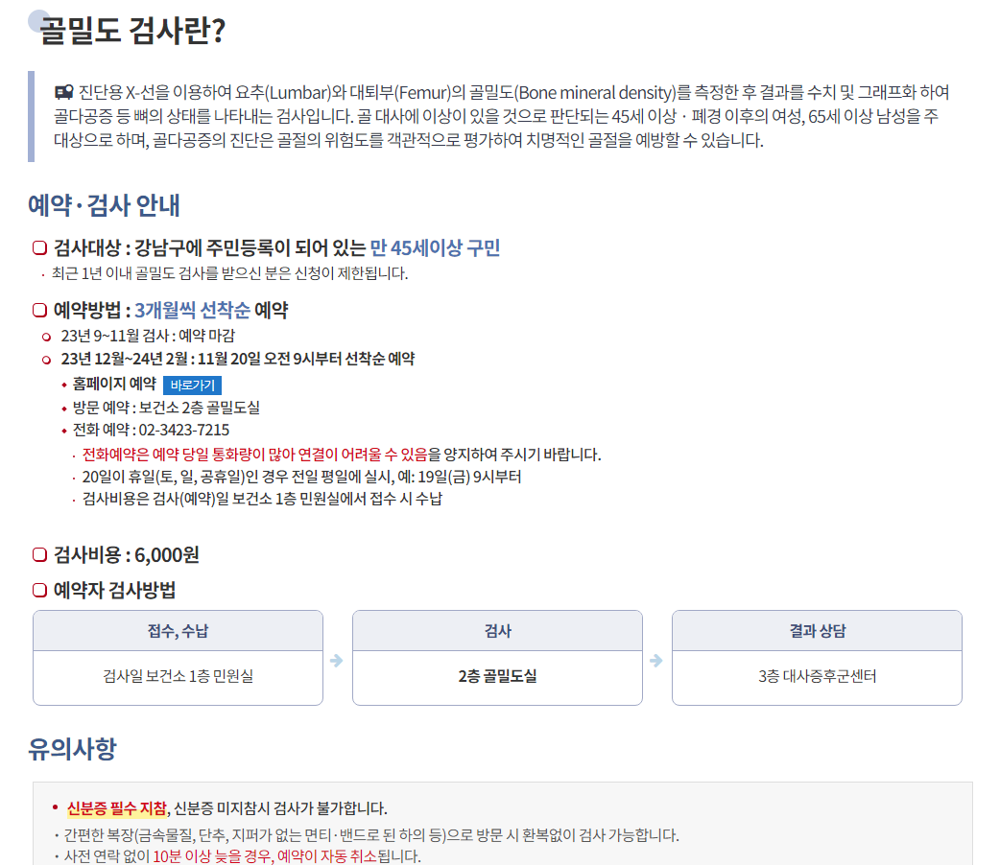 골밀도 검사란?
진단용 X-선을 이용하여 요추(Lumbar)와 대퇴부(Femur)의 골밀도(Bone mineral density)를 측정한 후 결과를 수치 및 그래프화 하여
골다공증 등 뼈의 상태를 나타내는 검사입니다. 골 대사에 이상이 있을 것으로 판단되는 45세 이상 · 폐경 이후의 여성, 65세 이상 남성을 주
대상으로 하며, 골다공증의 진단은 골절의 위험도를 객관적으로 평가하여 치명적인 골절을 예방할 수 있습니다.
예약·검사 안내
검사대상 : 강남구에 주민등록이 되어 있는 만 45세이상 구민
· 최근 1년 이내 골밀도 검사를 받으신 분은 신청이 제한됩니다.
예약방법 : 3개월씩 선착순 예약
23년 9~11월 검사 : 예약 마감
23년 12월~24년 2월 : 11월 20일 오전 9시부터 선착순 예약
홈페이지 예약 바로가기
방문 예약 : 보건소 2층 골밀도실
전화 예약 : 02-3423-7215
· 전화예약은 예약 당일 통화량이 많아 연결이 어려울 수 있음을 양지하여 주시기 바랍니다.
· 20일이 휴일(토, 일, 공휴일)인 경우 전일 평일에 실시, 예: 19일(금) 9시부터
· 검사비용은 검사(예약)일 보건소 1층 민원실에서 접수 시 수납
검사비용 : 6,000원
예약자 검사방법
접수, 수납
검사일 보건소 1층 민원실
검사
2층 골밀도실
결과 상담
3층 대사증후군센터
유의사항
• 신분증 필수 지참, 신분증 미지참시 검사가 불가합니다.
· 간편한 복장(금속물질, 단추, 지퍼가 없는 면티·밴드로 된 하의 등)으로 방문 시 환복없이 검사 가능합니다.
· 사전 연락 없이 10분 이상 늦을 경우, 예약이 자동 취소됩니다.